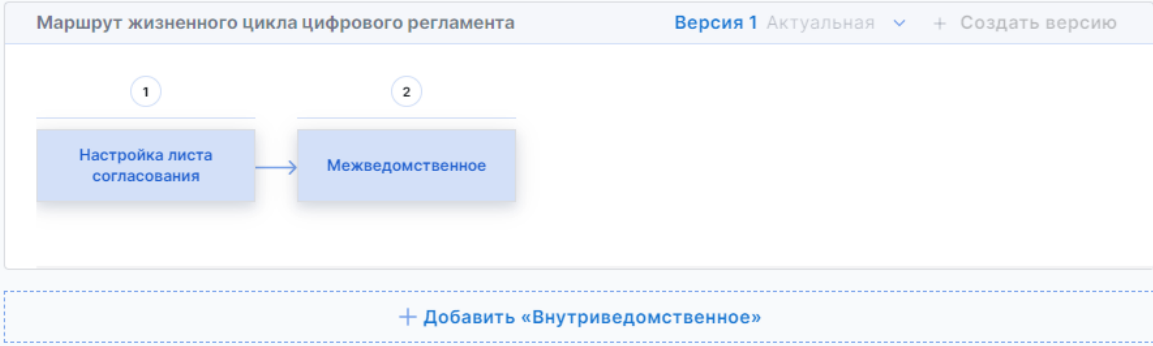 Маршрут жизненного цикла цифрового регламента
Версия 1 Актуальная
+ Создать версию
1
2
Настройка листа
согласования
Межведомственное
+ Добавить «Внутриведомственное»